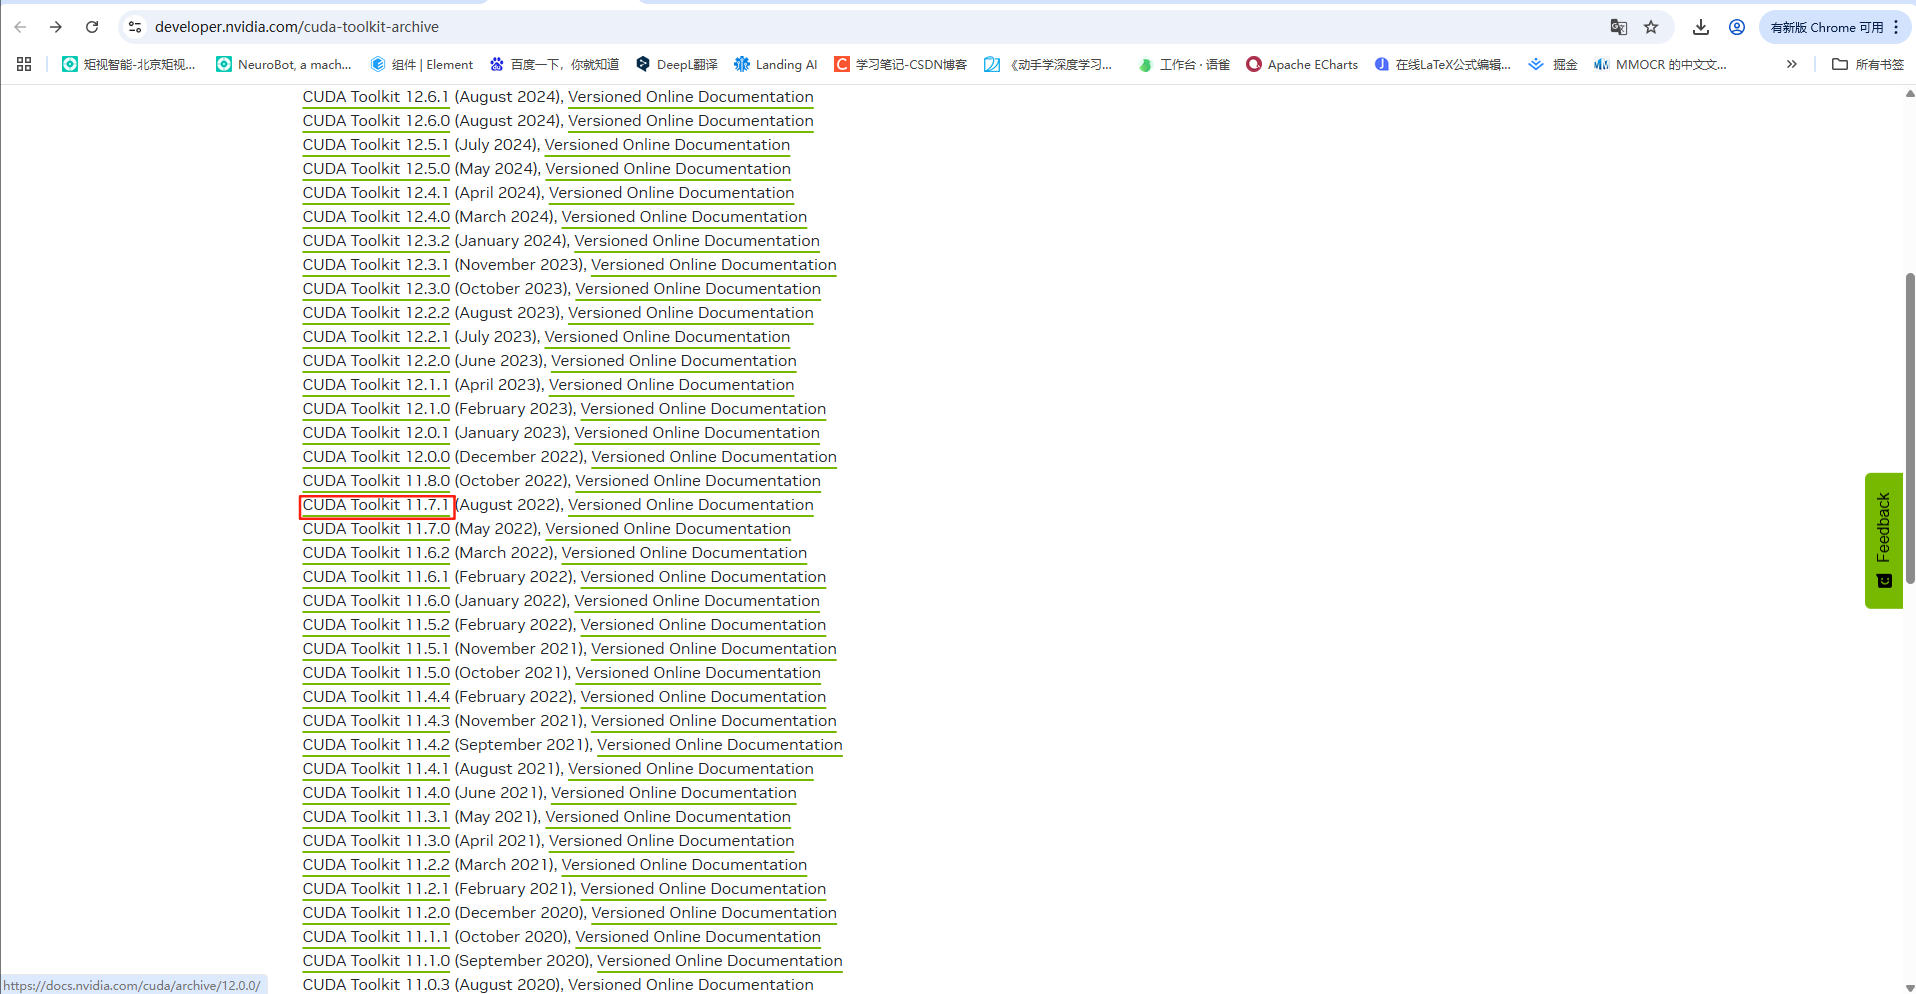 developer.nvidia.com/cuda-toolkit-archive
有新版 Chrome 可用
矩视智能-北京矩视...
NeuroBot, a mach...
组件 | Element
百度一下，你就知道
DeepL翻译
Landing AI
学习笔记-CSDN博客
《动手学深度学习...
工作台 · 语雀
Apache ECharts
在线LaTeX公式编辑...
掘金
MMOCR 的中文文...
所有书签
CUDA Toolkit 12.6.1 (August 2024), Versioned Online Documentation
CUDA Toolkit 12.6.0 (August 2024), Versioned Online Documentation
CUDA Toolkit 12.5.1 (July 2024), Versioned Online Documentation
CUDA Toolkit 12.5.0 (May 2024), Versioned Online Documentation
CUDA Toolkit 12.4.1 (April 2024), Versioned Online Documentation
CUDA Toolkit 12.4.0 (March 2024), Versioned Online Documentation
CUDA Toolkit 12.3.2 (January 2024), Versioned Online Documentation
CUDA Toolkit 12.3.1 (November 2023), Versioned Online Documentation
CUDA Toolkit 12.3.0 (October 2023), Versioned Online Documentation
CUDA Toolkit 12.2.2 (August 2023), Versioned Online Documentation
CUDA Toolkit 12.2.1 (July 2023), Versioned Online Documentation
CUDA Toolkit 12.2.0 (June 2023), Versioned Online Documentation
CUDA Toolkit 12.1.1 (April 2023), Versioned Online Documentation
CUDA Toolkit 12.1.0 (February 2023), Versioned Online Documentation
CUDA Toolkit 12.0.1 (January 2023), Versioned Online Documentation
CUDA Toolkit 12.0.0 (December 2022), Versioned Online Documentation
CUDA Toolkit 11.8.0 (October 2022), Versioned Online Documentation
CUDA Toolkit 11.7.1 (August 2022), Versioned Online Documentation
CUDA Toolkit 11.7.0 (May 2022), Versioned Online Documentation
CUDA Toolkit 11.6.2 (March 2022), Versioned Online Documentation
CUDA Toolkit 11.6.1 (February 2022), Versioned Online Documentation
CUDA Toolkit 11.6.0 (January 2022), Versioned Online Documentation
CUDA Toolkit 11.5.2 (February 2022), Versioned Online Documentation
CUDA Toolkit 11.5.1 (November 2021), Versioned Online Documentation
CUDA Toolkit 11.5.0 (October 2021), Versioned Online Documentation
CUDA Toolkit 11.4.4 (February 2022), Versioned Online Documentation
CUDA Toolkit 11.4.3 (November 2021), Versioned Online Documentation
CUDA Toolkit 11.4.2 (September 2021), Versioned Online Documentation
CUDA Toolkit 11.4.1 (August 2021), Versioned Online Documentation
CUDA Toolkit 11.4.0 (June 2021), Versioned Online Documentation
CUDA Toolkit 11.3.1 (May 2021), Versioned Online Documentation
CUDA Toolkit 11.3.0 (April 2021), Versioned Online Documentation
CUDA Toolkit 11.2.2 (March 2021), Versioned Online Documentation
CUDA Toolkit 11.2.1 (February 2021), Versioned Online Documentation
CUDA Toolkit 11.2.0 (December 2020), Versioned Online Documentation
CUDA Toolkit 11.1.1 (October 2020), Versioned Online Documentation
CUDA Toolkit 11.1.0 (September 2020), Versioned Online Documentation
CUDA Toolkit 11.0.3 (August 2020), Versioned Online Documentation
Feedback
https://docs.nvidia.com/cuda/archive/12.0.0/